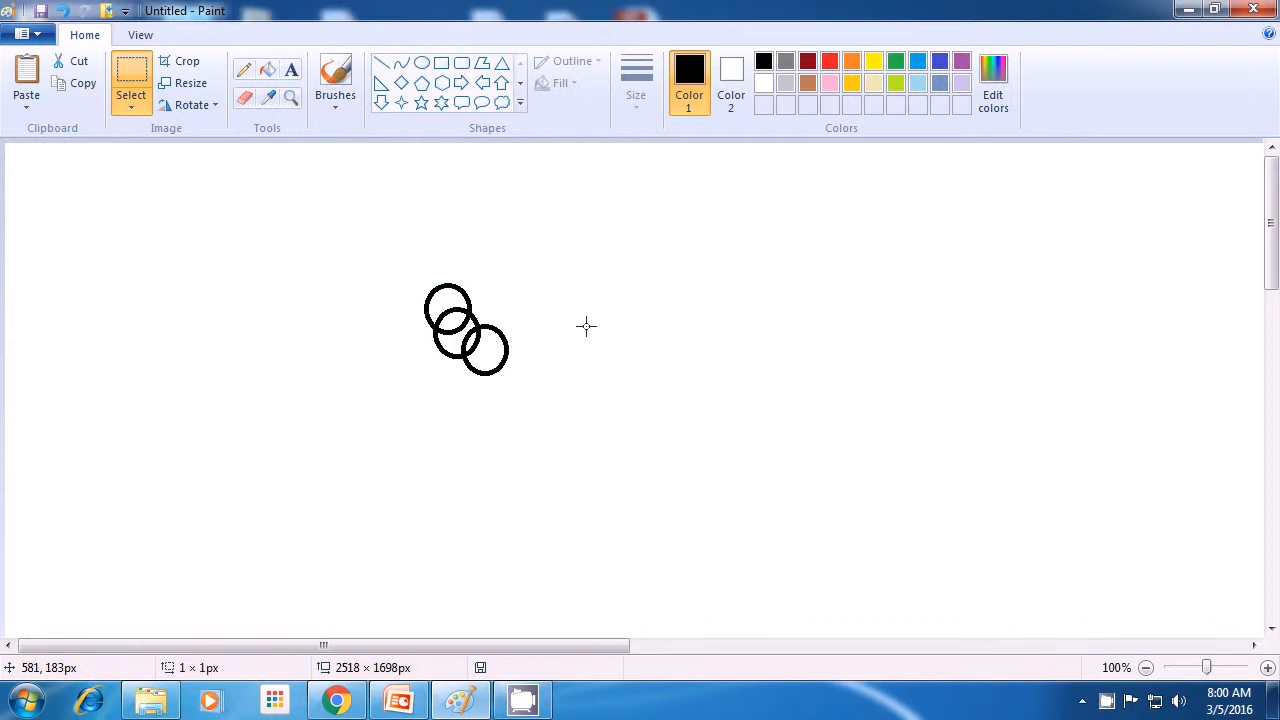 Untitled - Paint
Home View
Paste
Cut
Copy
Clipboard
Select
Crop
Resize
Rotate
Image
A
Tools
Brushes
Shapes
Outline
Fill
Size
Color 1
Color 2
Edit colors
Colors
581, 183px 1 × 1px 2518 × 1698px 100%
8:00 AM
3/5/2016